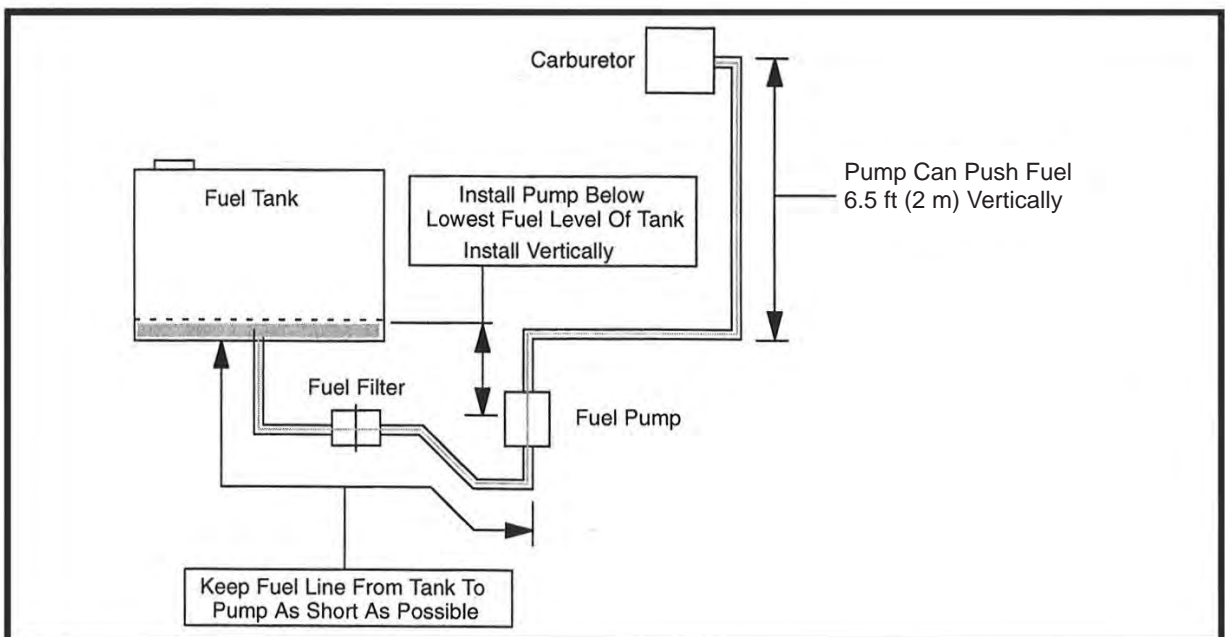 Carburetor
Pump Can Push Fuel
6.5 ft (2 m) Vertically
Fuel Tank
Install Pump Below
Lowest Fuel Level Of Tank
Install Vertically
Fuel Filter
Fuel Pump
Keep Fuel Line From Tank To
Pump As Short As Possible